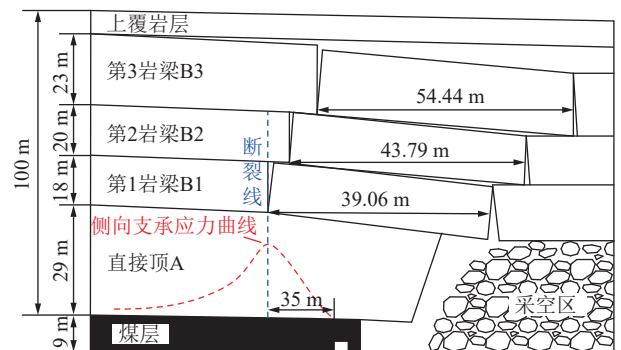 上覆岩层
23 m
第3岩梁B3
54.44 m
100 m
20 m
第2岩梁B2
断裂线
43.79 m
18 m
第1岩梁B1
39.06 m
侧向支承应力曲线
29 m
直接顶A
35 m
采空区
9 m
煤层